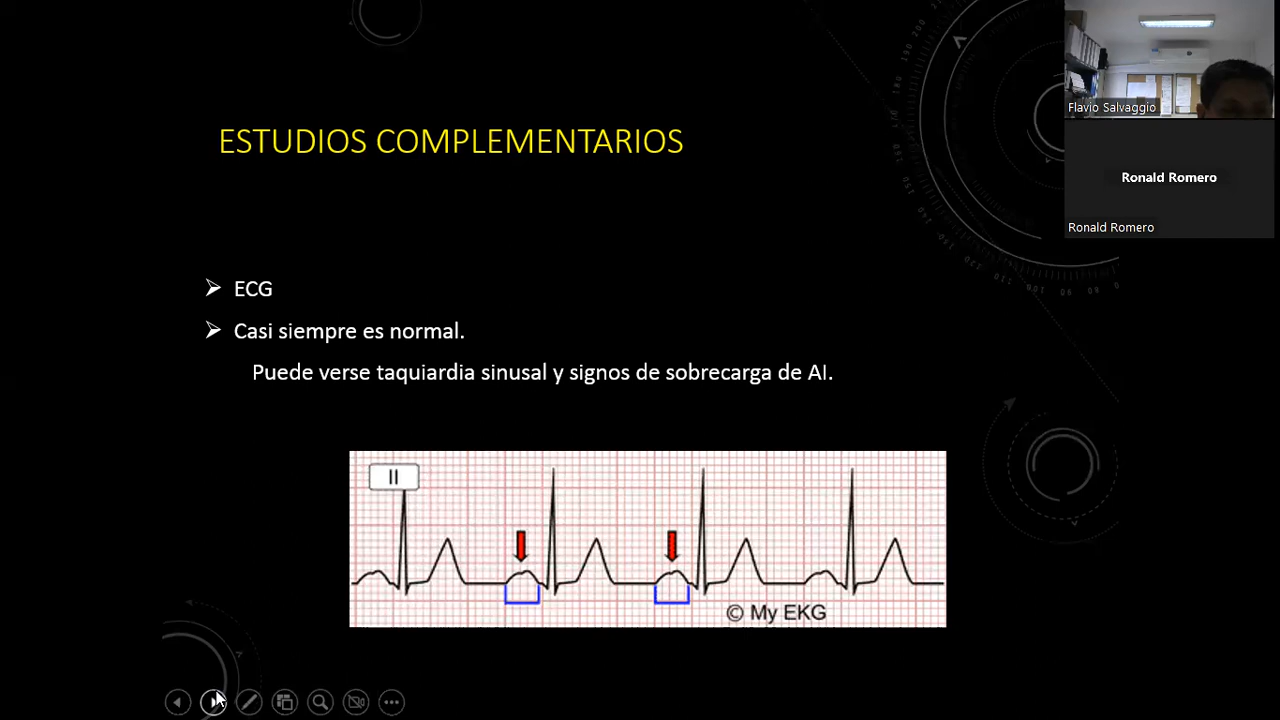 ESTUDIOS COMPLEMENTARIOS
ECG
Casi siempre es normal.
Puede verse taquiardia sinusal y signos de sobrecarga de AI.
II
© My EKG
Flavio Salvaggio
Ronald Romero
Ronald Romero